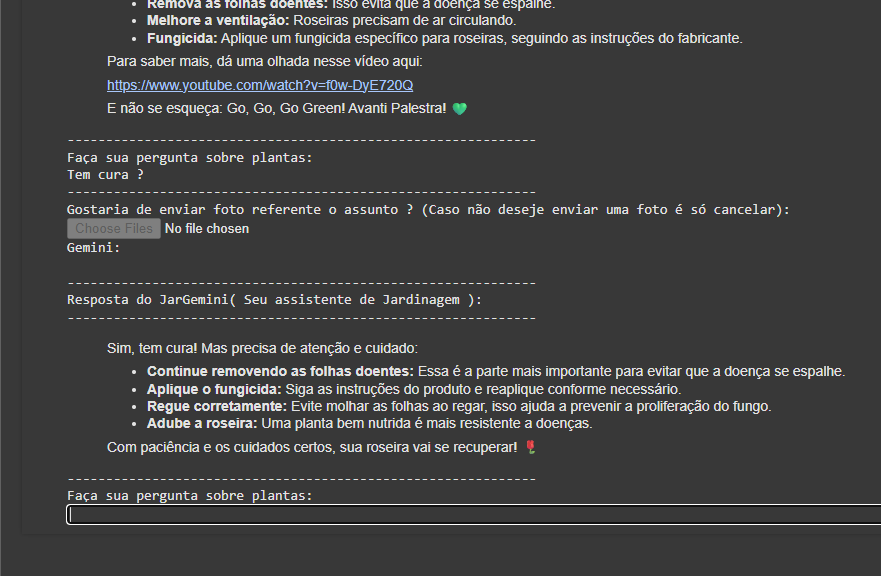 Remova as folhas doentes: Isso evita que a doença se espalhe.
Melhore a ventilação: Roseiras precisam de ar circulando.
Fungicida: Aplique um fungicida específico para roseiras, seguindo as instruções do fabricante.
Para saber mais, dá uma olhada nesse vídeo aqui:
https://www.youtube.com/watch?v=f0w-DyE720Q
E não se esqueça: Go, Go, Go Green! Avanti Palestra! 💚
------------------------------------------------------------
Faça sua pergunta sobre plantas:
Tem cura ?
------------------------------------------------------------
Gostaria de enviar foto referente o assunto ? (Caso não deseje enviar uma foto é só cancelar):
Choose Files No file chosen
Gemini:
------------------------------------------------------------
Resposta do JarGemini( Seu assistente de Jardinagem ):
------------------------------------------------------------
Sim, tem cura! Mas precisa de atenção e cuidado:
Continue removendo as folhas doentes: Essa é a parte mais importante para evitar que a doença se espalhe.
Aplique o fungicida: Siga as instruções do produto e reaplique conforme necessário.
Regue corretamente: Evite molhar as folhas ao regar, isso ajuda a prevenir a proliferação do fungo.
Adube a roseira: Uma planta bem nutrida é mais resistente a doenças.
Com paciência e os cuidados certos, sua roseira vai se recuperar! 🌹
------------------------------------------------------------
Faça sua pergunta sobre plantas: